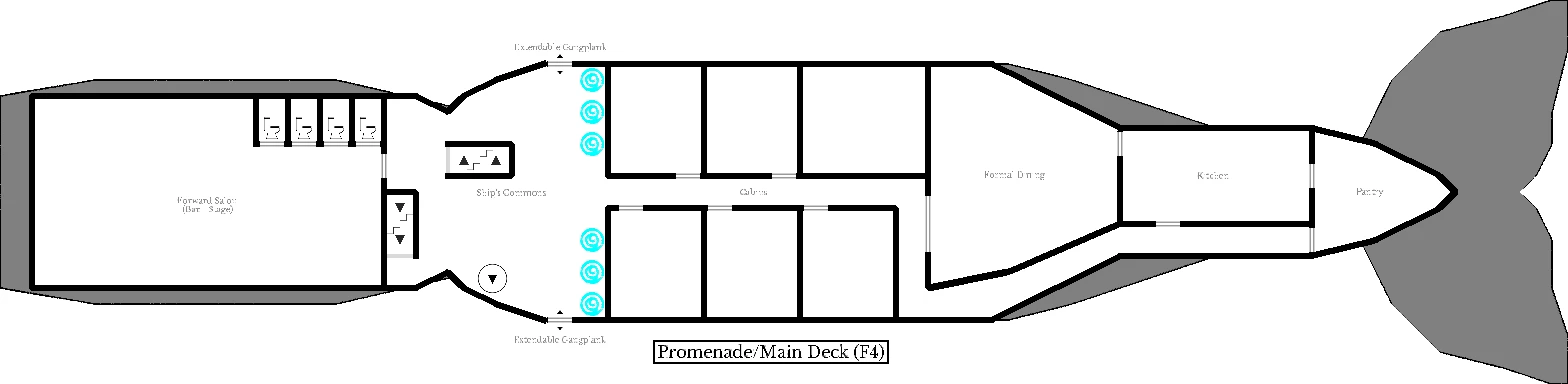 Extendable Gangplank
Forward Salon
(Bar - Stage)
Ship's Commons
Cabins
Formal Dining
Kitchen
Pantry
Extendable Gangplank
Promenade/Main Deck (F4)